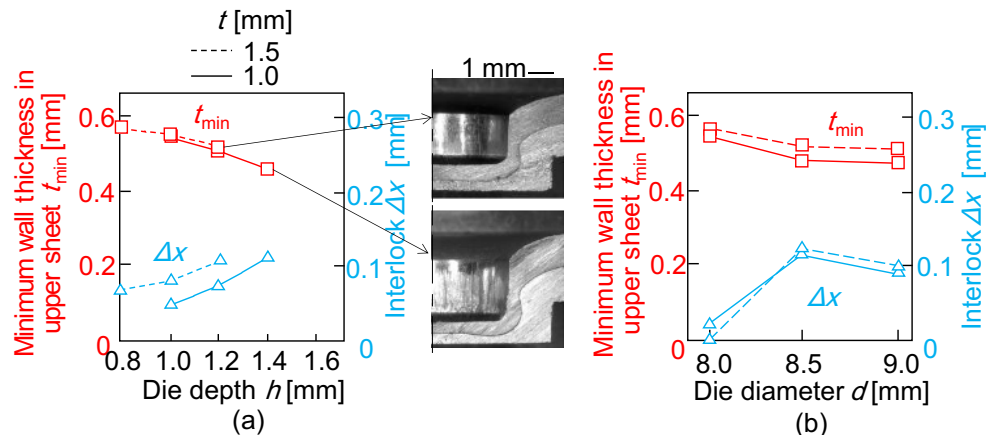 t [mm]
1.5
1.0
Minimum wall thickness in
upper sheet tmin [mm]
0.6
0.4
0.2
0
tmin
Δx
0.3
0.2
0.1
0
Interlock Δx [mm]
0.8 1.0 1.2 1.4 1.6
Die depth h [mm]
(a)
1 mm
Minimum wall thickness in
upper sheet tmin [mm]
0.6
0.4
0.2
0
tmin
Δx
0.3
0.2
0.1
0
Interlock Δx [mm]
8.0 8.5 9.0
Die diameter d [mm]
(b)